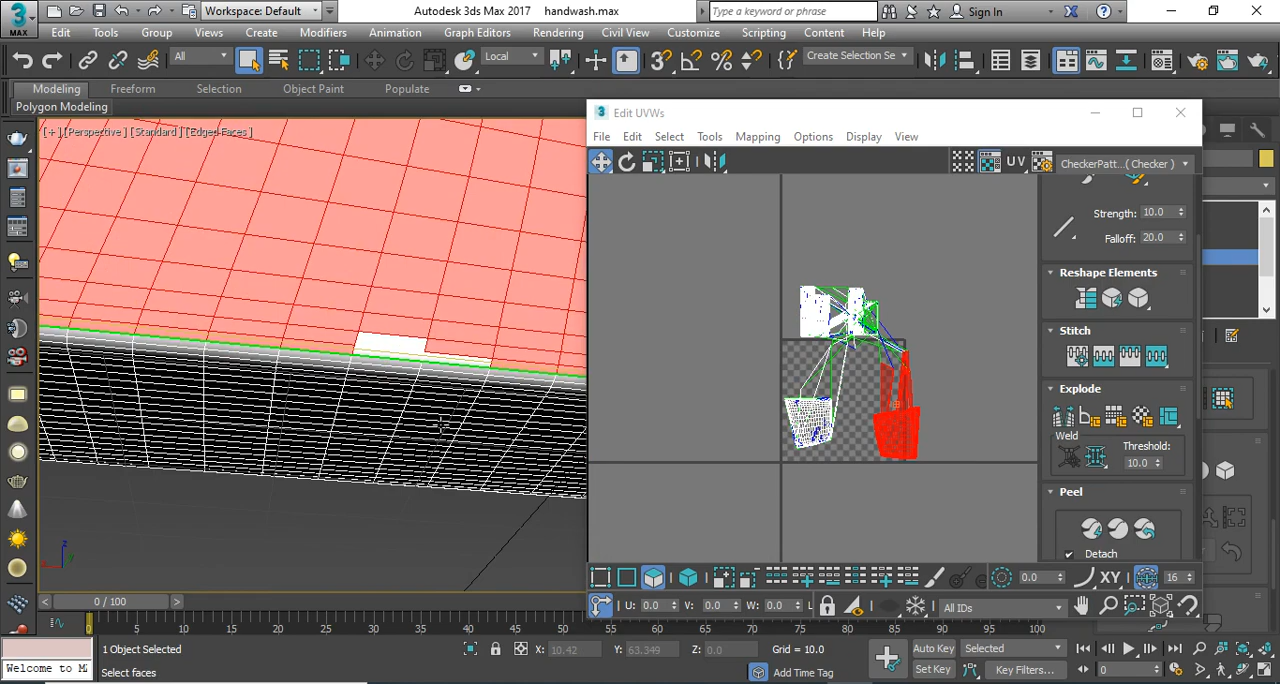 3 Workspace: Default Autodesk 3ds Max 2017 handwash.max Type a keyword or phrase Sign In
MAX Edit Tools Group Views Create Modifiers Animation Graph Editors Rendering Civil View Customize Scripting Content Help
All Local Create Selection Se
Modeling Freeform Selection Object Paint Populate
Polygon Modeling
[+] [Perspective ] [Standard ] [Edged Faces ]
Edit UVWs
File Edit Select Tools Mapping Options Display View
UV CheckerPatt...( Checker )
Strength: 10.0
Falloff: 20.0
Reshape Elements
Stitch
Explode
Weld
Threshold:
10.0
Peel
Detach
0.0 XY 16
U: 0.0 V: 0.0 W: 0.0 L All IDs
z
0 / 100
5 10 15 20 25 30 35 40 45 50 55 60 65 70 75 80 85 90 95 100
1 Object Selected X: 10.42 Y: 63.349 Z: 0.0 Grid = 10.0 Auto Key Selected
Welcome to M Select faces Add Time Tag Set Key Key Filters... 0